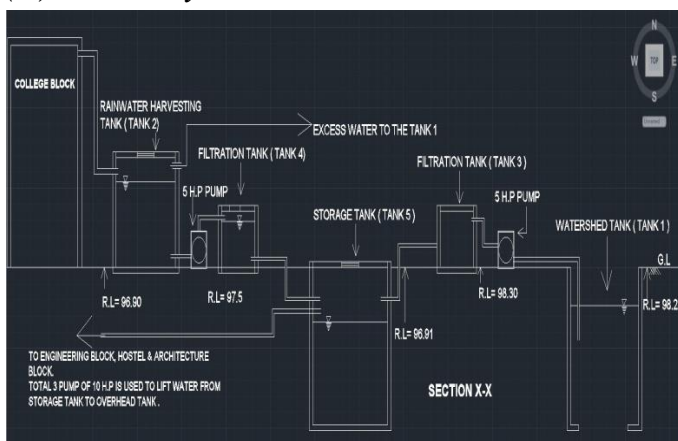 N
W
TOP
E
S
COLLEGE BLOCK
RAINWATER HARVESTING
TANK ( TANK 2)
EXCESS WATER TO THE TANK 1
FILTRATION TANK ( TANK 4)
FILTRATION TANK ( TANK 3 )
5 H.P PUMP
5 H.P PUMP
STORAGE TANK ( TANK 5 )
WATERSHED TANK ( TANK 1 )
G.L
R.L= 96.90
R.L= 97.5
R.L= 96.91
R.L= 98.30
R.L= 98.2
TO ENGINEERING BLOCK, HOSTEL & ARCHITECTURE
BLOCK.
TOTAL 3 PUMP OF 10 H.P IS USED TO LIFT WATER FROM
STORAGE TANK TO OVERHEAD TANK .
SECTION X-X